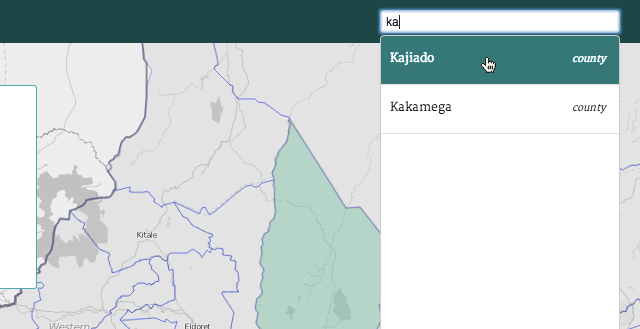 ka
Kajiado county
Kakamega county
Kitale
Western
Eldoret